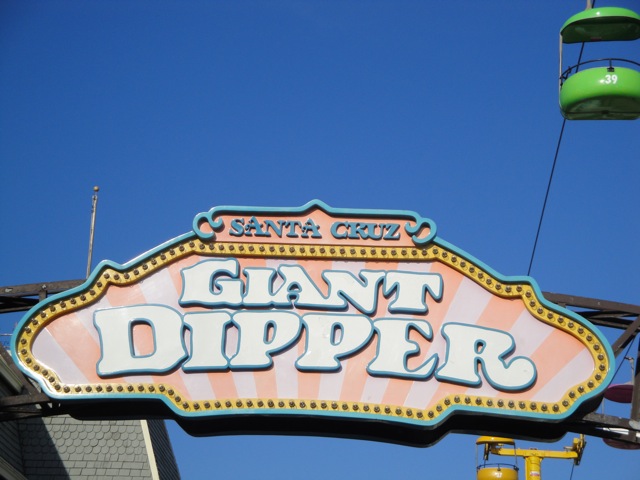 39
SANTA CRUZ
GIANT
DIPPER